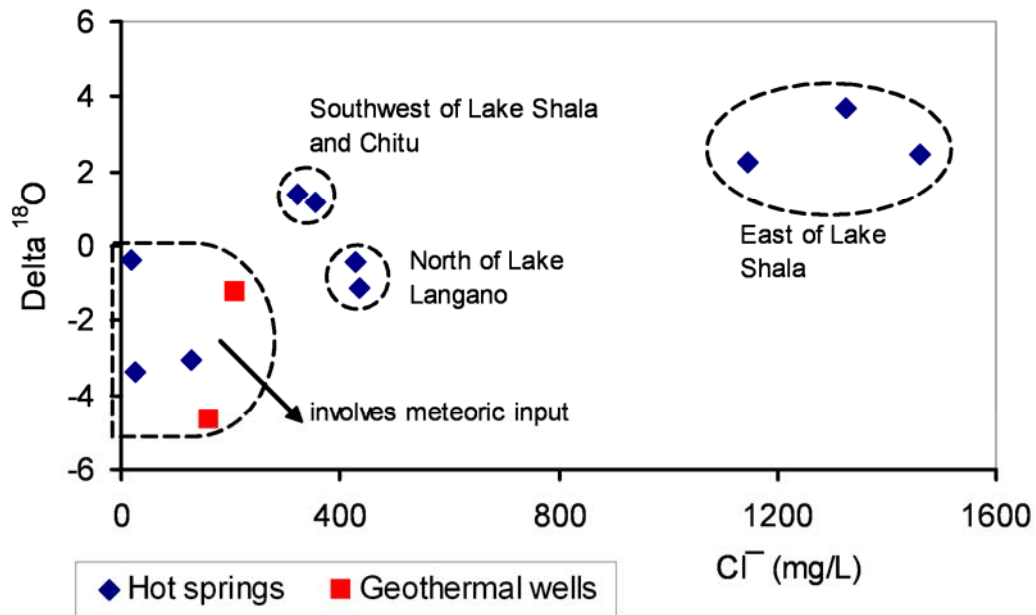 6
4
2
0
-2
-4
-6
Delta ¹⁸O
Southwest of Lake Shala
and Chitu
North of Lake
Langano
East of Lake
Shala
involves meteoric input
0
400
800
1200
1600
Cl¯ (mg/L)
Hot springs
Geothermal wells